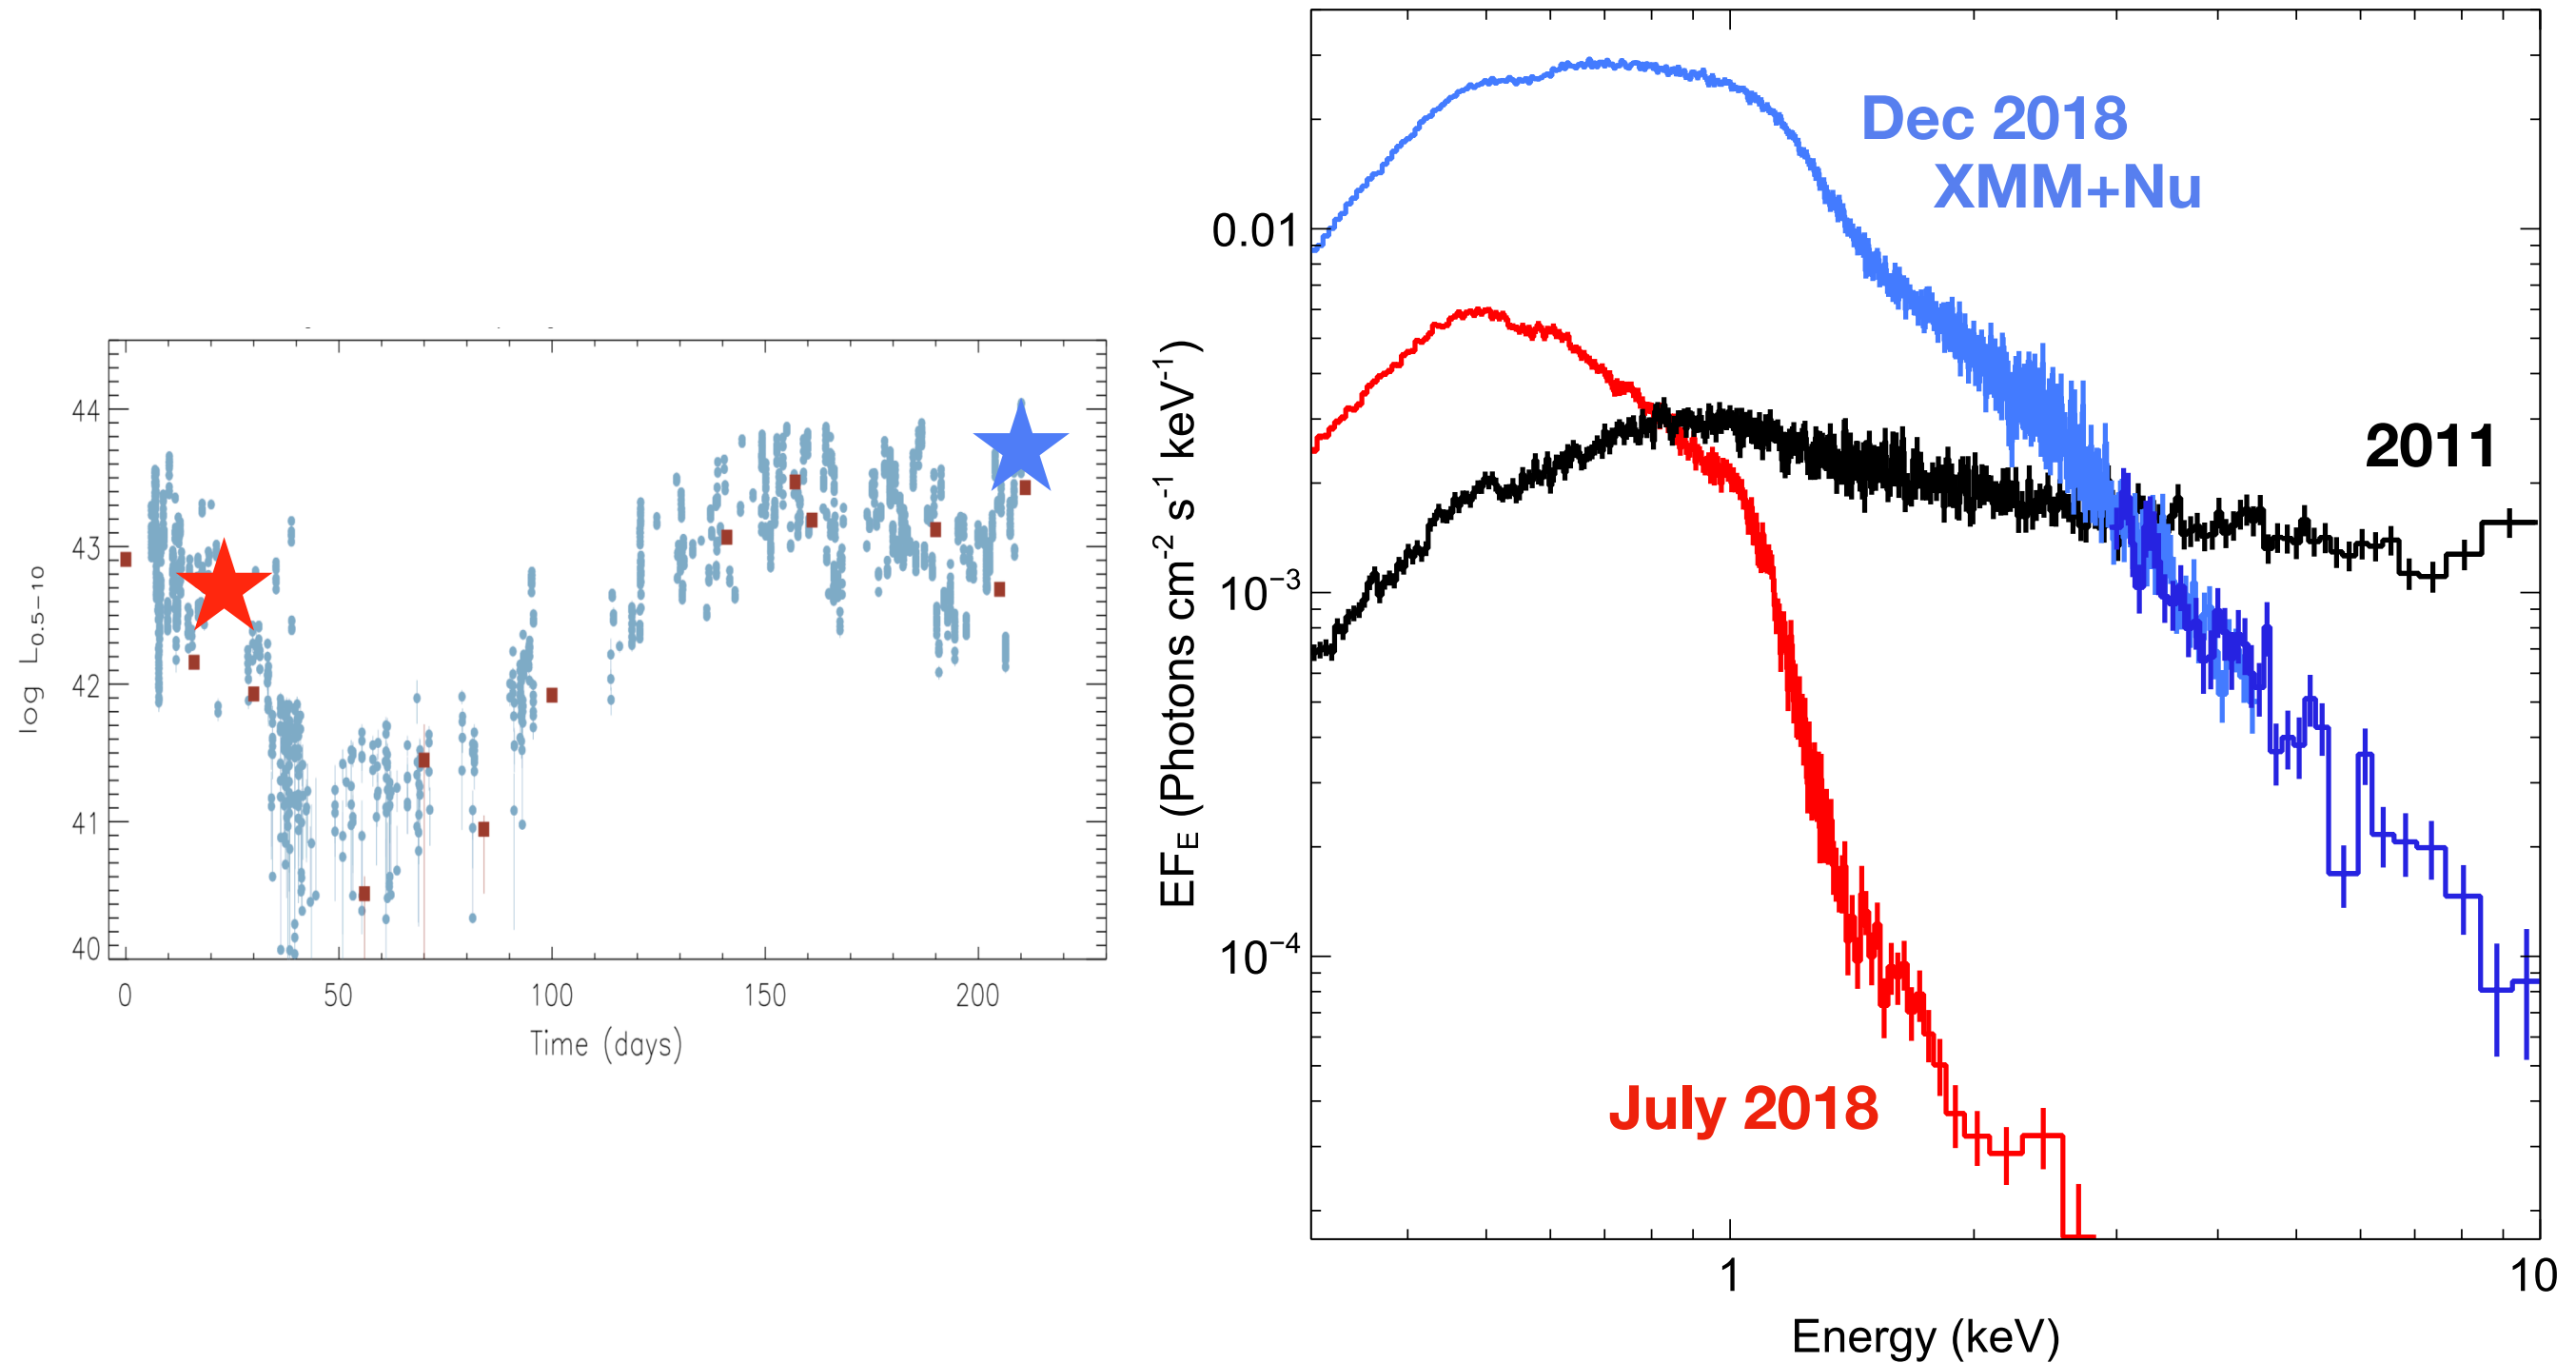 44
43
42
41
40
log L0.5−10
0
50
100
150
200
Time (days)
0.01
10−3
10−4
EFE (Photons cm-2 s-1 keV-1)
Dec 2018
XMM+Nu
2011
July 2018
1
10
Energy (keV)